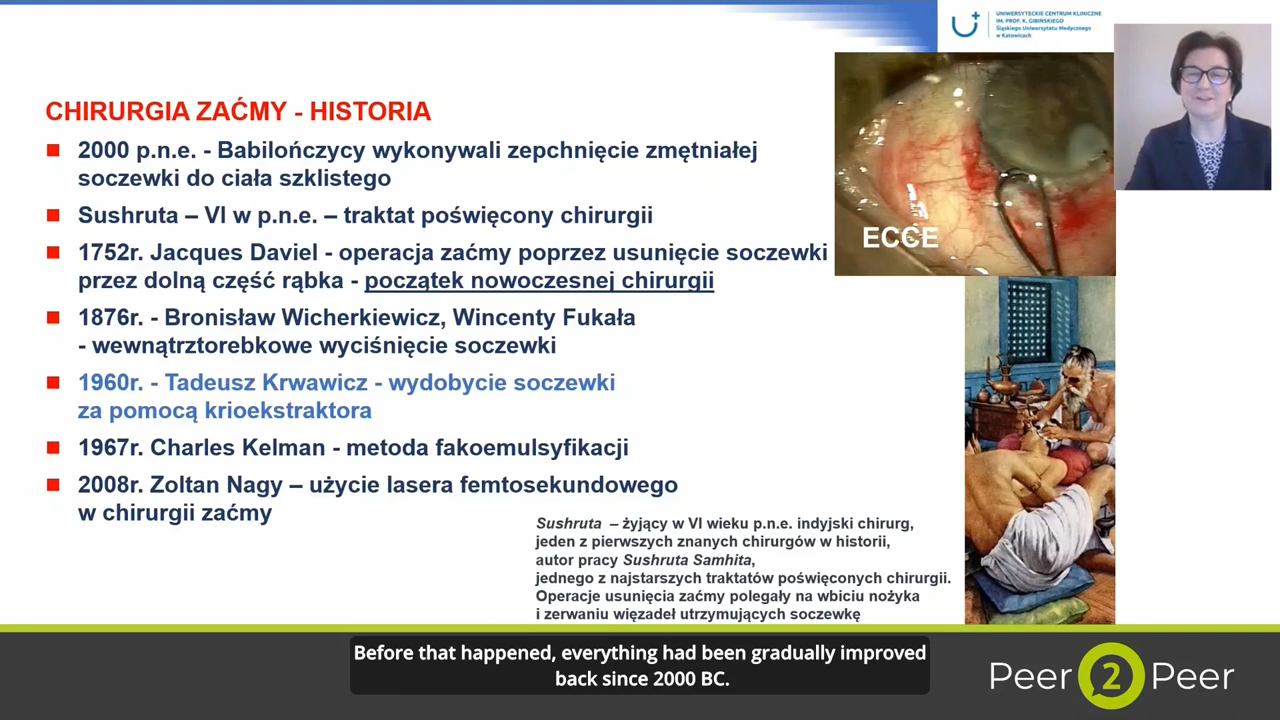 UNIWERSYTECKIE CENTRUM KLINICZNE
IM. PROF. K. GIBIŃSKIEGO
Śląskiego Uniwersytetu Medycznego
w Katowicach
CHIRURGIA ZAĆMY - HISTORIA
2000 p.n.e. - Babilończycy wykonywali zepchnięcie zmętniałej
soczewki do ciała szklistego
Sushruta – VI w p.n.e. – traktat poświęcony chirurgii
1752r. Jacques Daviel - operacja zaćmy poprzez usunięcie soczewki
przez dolną część rąbka - początek nowoczesnej chirurgii
1876r. - Bronisław Wicherkiewicz, Wincenty Fukała
- wewnątrztorebkowe wyciśnięcie soczewki
1960r. - Tadeusz Krwawicz - wydobycie soczewki
za pomocą krioekstraktora
1967r. Charles Kelman - metoda fakoemulsyfikacji
2008r. Zoltan Nagy – użycie lasera femtosekundowego
w chirurgii zaćmy
ECCE
Sushruta – żyjący w VI wieku p.n.e. indyjski chirurg,
jeden z pierwszych znanych chirurgów w historii,
autor pracy Sushruta Samhita,
jednego z najstarszych traktatów poświęconych chirurgii.
Operacje usunięcia zaćmy polegały na wbiciu nożyka
i zerwaniu więzadeł utrzymujących soczewkę
Before that happened, everything had been gradually improved
back since 2000 BC.
Peer 2 Peer